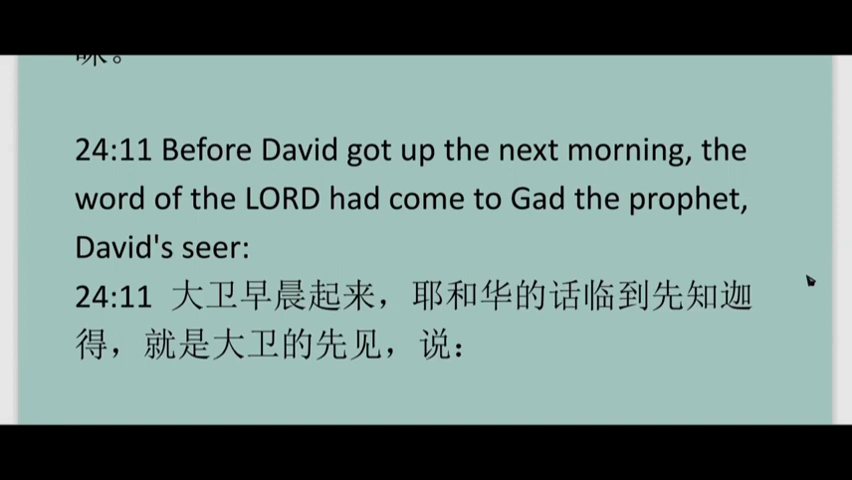 24:11 Before David got up the next morning, the
word of the LORD had come to Gad the prophet,
David's seer:
24:11 大卫早晨起来，耶和华的话临到先知迦
得，就是大卫的先见，说：